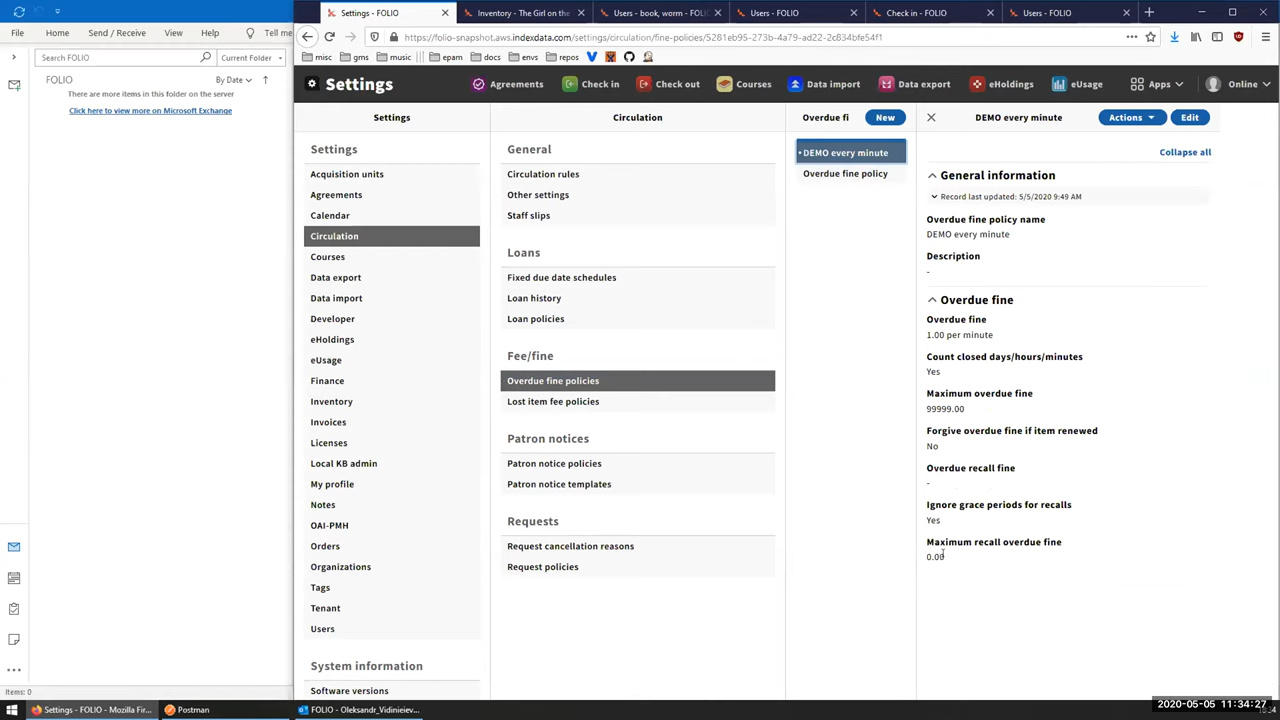 File Home Send / Receive View Help Tell me
Search FOLIO Current Folder
FOLIO By Date
There are more items in this folder on the server
Click here to view more on Microsoft Exchange
Items: 0
Settings - FOLIO
Inventory - The Girl on the
Users - book, worm - FOLIO
Users - FOLIO
Check in - FOLIO
Users - FOLIO
https://folio-snapshot.aws.indexdata.com/settings/circulation/fine-policies/5281eb95-273b-4a79-ad22-2c834bfe54f1
misc gms music epam docs envs repos
Settings Agreements Check in Check out Courses Data import Data export eHoldings eUsage Apps Online
Settings
Settings
Acquisition units
Agreements
Calendar
Circulation
Courses
Data export
Data import
Developer
eHoldings
eUsage
Finance
Inventory
Invoices
Licenses
Local KB admin
My profile
Notes
OAI-PMH
Orders
Organizations
Tags
Tenant
Users
System information
Software versions
Circulation
General
Circulation rules
Other settings
Staff slips
Loans
Fixed due date schedules
Loan history
Loan policies
Fee/fine
Overdue fine policies
Lost item fee policies
Patron notices
Patron notice policies
Patron notice templates
Requests
Request cancellation reasons
Request policies
Overdue fi New
• DEMO every minute
Overdue fine policy
DEMO every minute Actions Edit
Collapse all
General information
Record last updated: 5/5/2020 9:49 AM
Overdue fine policy name
DEMO every minute
Description
-
Overdue fine
Overdue fine
1.00 per minute
Count closed days/hours/minutes
Yes
Maximum overdue fine
99999.00
Forgive overdue fine if item renewed
No
Overdue recall fine
-
Ignore grace periods for recalls
Yes
Maximum recall overdue fine
0.00
Settings - FOLIO - Mozilla Fir...
Postman
FOLIO - Oleksandr_Vidinieiev...
2020-05-05 11:34:27